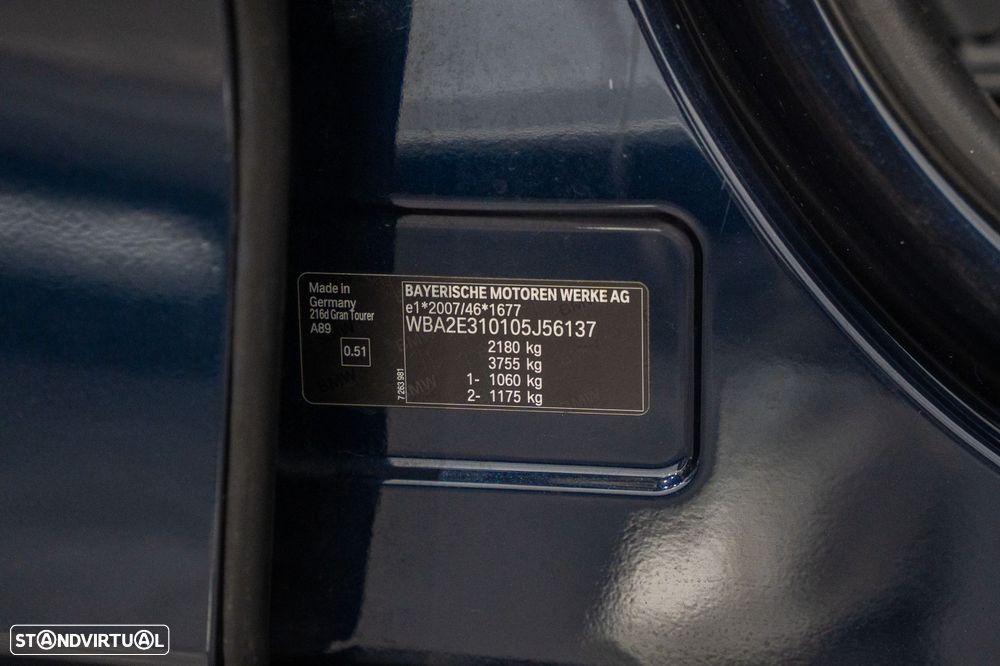 Made in
Germany
216d Gran Tourer
A89
0.51
7 263 981
BAYERISCHE MOTOREN WERKE AG
e1*2007/46*1677
WBA2E310105J56137
2180 kg
3755 kg
1- 1060 kg
2- 1175 kg
STANDVIRTUAL